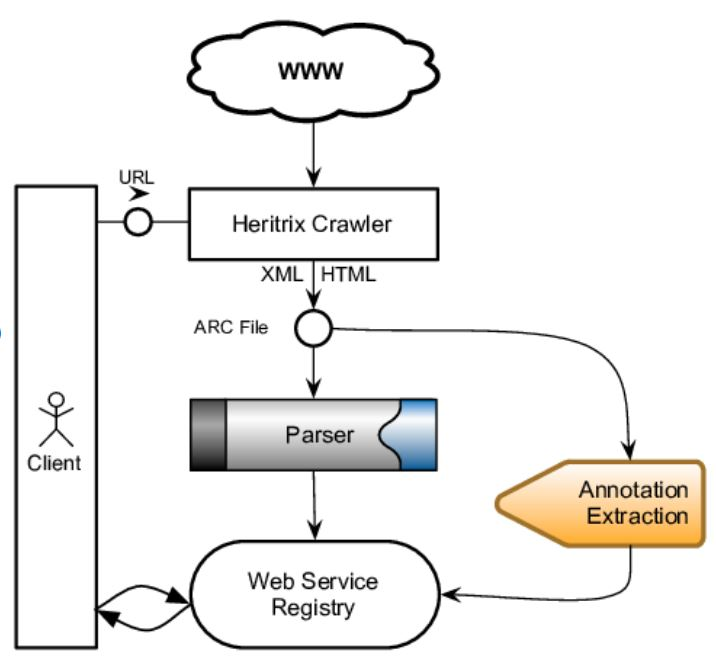 WWW
URL
Heritrix Crawler
XML HTML
ARC File
Parser
Client
Annotation
Extraction
Web Service
Registry